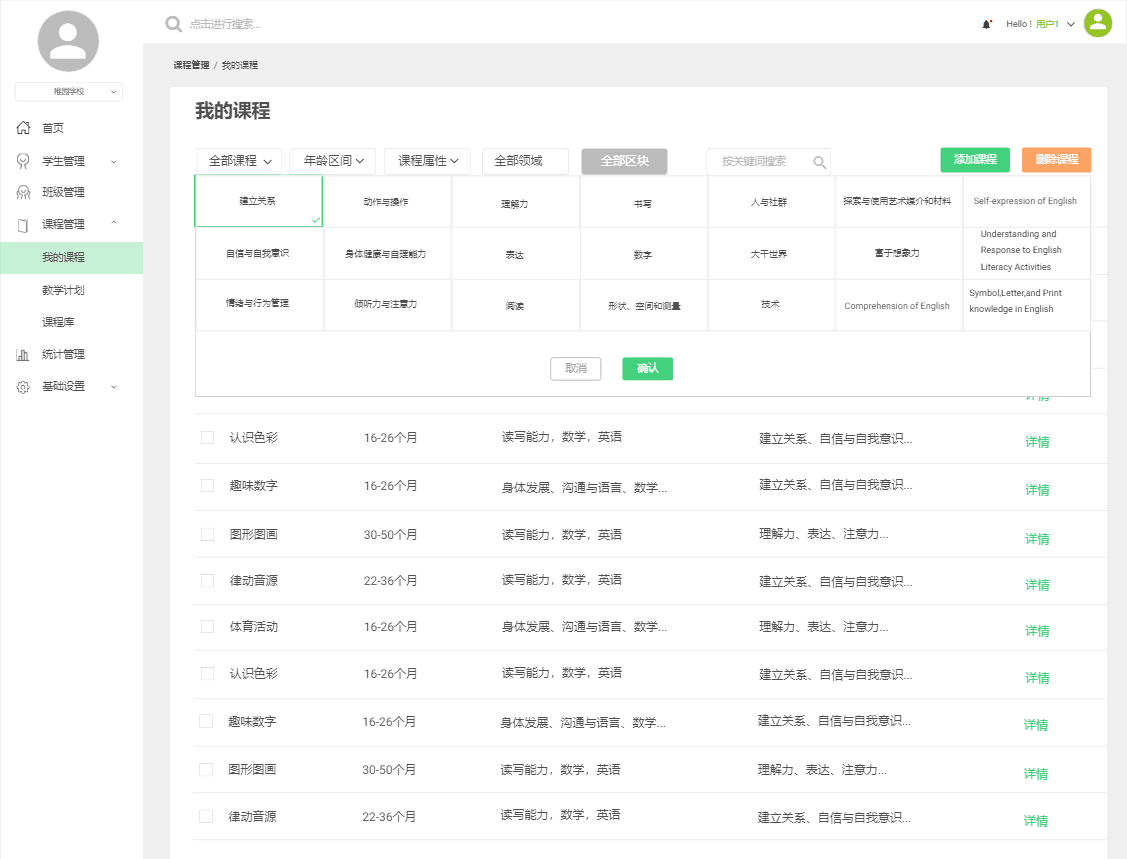 点击进行搜索...
Hello！ 用户1
稚园学校
首页
学生管理
班级管理
课程管理
我的课程
教学计划
课程库
统计管理
基础设置
课程管理 / 我的课程
我的课程
全部课程 年龄区间 课程属性 全部领域 全部区块 按关键词搜索 添加课程 删除课程
建立关系 动作与操作 理解力 书写 人与社群 探索与使用艺术媒介和材料 Self-expression of English
自信与自我意识 身体健康与自理能力 表达 数字 大千世界 富于想象力 Understanding and
Response to English
Literacy Activities
情绪与行为管理 倾听力与注意力 阅读 形状、空间和测量 技术 Comprehension of English Symbol,Letter,and Print
knowledge in English
取消 确认
详情
认识色彩 16-26个月 读写能力，数学，英语 建立关系、自信与自我意识... 详情
趣味数字 16-26个月 身体发展、沟通与语言、数学... 建立关系、自信与自我意识... 详情
图形图画 30-50个月 读写能力，数学，英语 理解力、表达、注意力... 详情
律动音源 22-36个月 读写能力，数学，英语 建立关系、自信与自我意识... 详情
体育活动 16-26个月 身体发展、沟通与语言、数学... 理解力、表达、注意力... 详情
认识色彩 16-26个月 读写能力，数学，英语 建立关系、自信与自我意识... 详情
趣味数字 16-26个月 身体发展、沟通与语言、数学... 建立关系、自信与自我意识... 详情
图形图画 30-50个月 读写能力，数学，英语 理解力、表达、注意力... 详情
律动音源 22-36个月 读写能力，数学，英语 建立关系、自信与自我意识... 详情